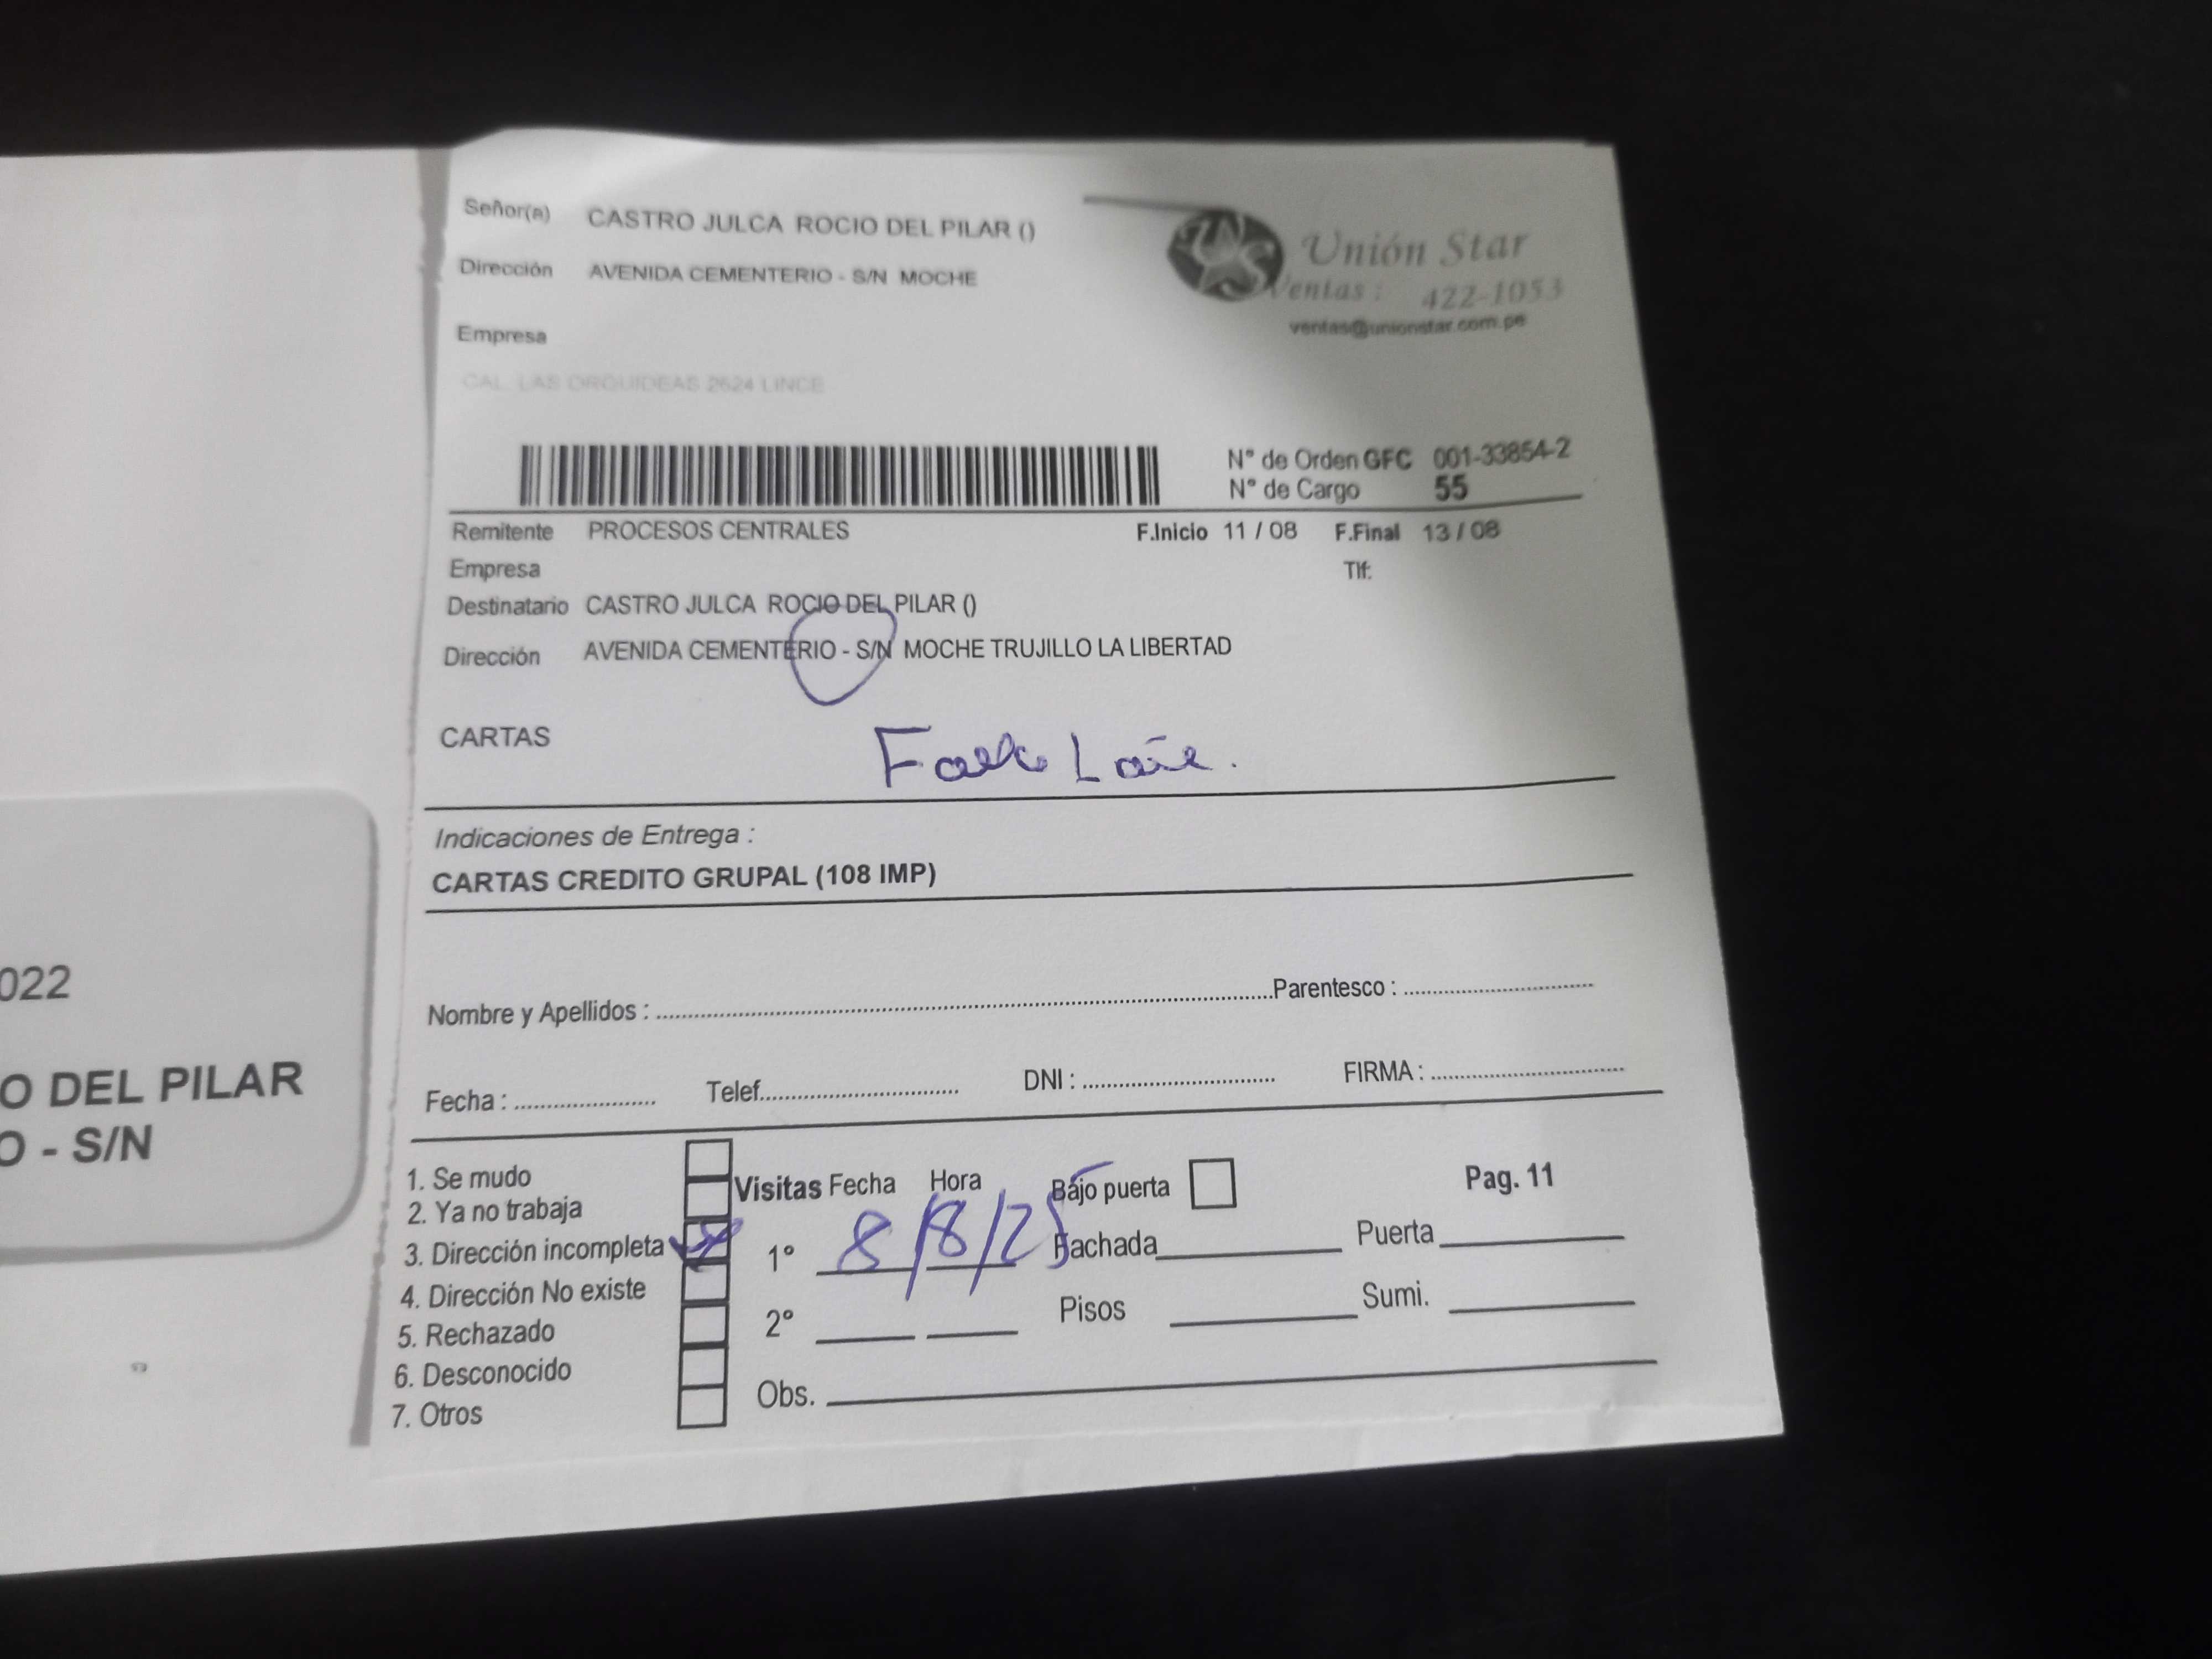 Señor(a) CASTRO JULCA ROCIO DEL PILAR ()
Dirección AVENIDA CEMENTERIO - S/N MOCHE
Empresa
CAL. LAS ORQUIDEAS 2624 LINCE
Unión Star
Ventas : 422-1053
ventas@unionstar.com.pe
N° de Orden GFC 001-33854-2
N° de Cargo 55
Remitente PROCESOS CENTRALES F.Inicio 11 / 08 F.Final 13 / 08
Empresa Tlf:
Destinatario CASTRO JULCA ROCIO DEL PILAR ()
Dirección AVENIDA CEMENTERIO - S/N MOCHE TRUJILLO LA LIBERTAD
CARTAS
Indicaciones de Entrega :
CARTAS CREDITO GRUPAL (108 IMP)
Nombre y Apellidos : Parentesco :
Fecha : Telef. DNI : FIRMA :
1. Se mudo
2. Ya no trabaja
3. Dirección incompleta
4. Dirección No existe
5. Rechazado
6. Desconocido
7. Otros
Visitas Fecha Hora Bajo puerta Pag. 11
1° 8/8/25 Fachada Puerta
2° Pisos Sumi.
Obs.
022
O DEL PILAR
O - S/N